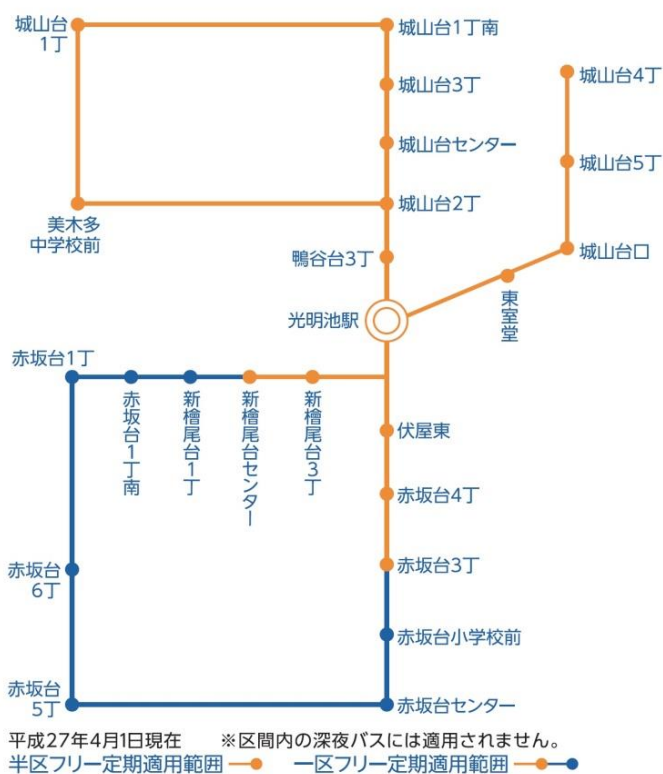 城山台
1丁
城山台1丁南
城山台3丁
城山台センター
美木多
中学校前
城山台2丁
鴨谷台3丁
光明池駅
城山台4丁
城山台5丁
城山台口
東室堂
赤坂台1丁
赤坂台1丁南
新檜尾台1丁
新檜尾台センター
新檜尾台3丁
伏屋東
赤坂台4丁
赤坂台3丁
赤坂台
6丁
赤坂台小学校前
赤坂台
5丁
赤坂台センター
平成27年4月1日現在 ※区間内の深夜バスには適用されません。
半区フリー定期適用範囲 一区フリー定期適用範囲